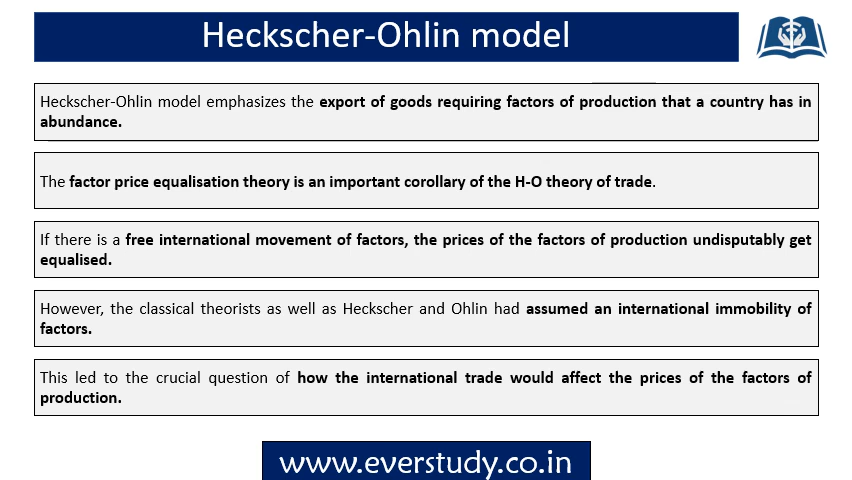 Heckscher-Ohlin model
Heckscher-Ohlin model emphasizes the export of goods requiring factors of production that a country has in
abundance.
The factor price equalisation theory is an important corollary of the H-O theory of trade.
If there is a free international movement of factors, the prices of the factors of production undisputably get
equalised.
However, the classical theorists as well as Heckscher and Ohlin had assumed an international immobility of
factors.
This led to the crucial question of how the international trade would affect the prices of the factors of
production.
www.everstudy.co.in